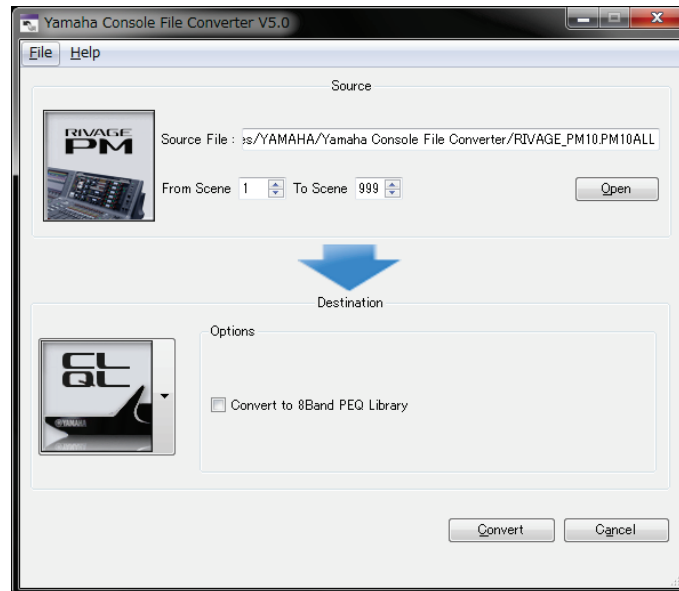 Yamaha Console File Converter V5.0
File Help
Source
RIVAGE
PM
Source File : :s/YAMAHA/Yamaha Console File Converter/RIVAGE_PM10.PM10ALL
From Scene 1 To Scene 999
Open
Destination
Options
CL
QL
YAMAHA
Convert to 8Band PEQ Library
Convert Cancel